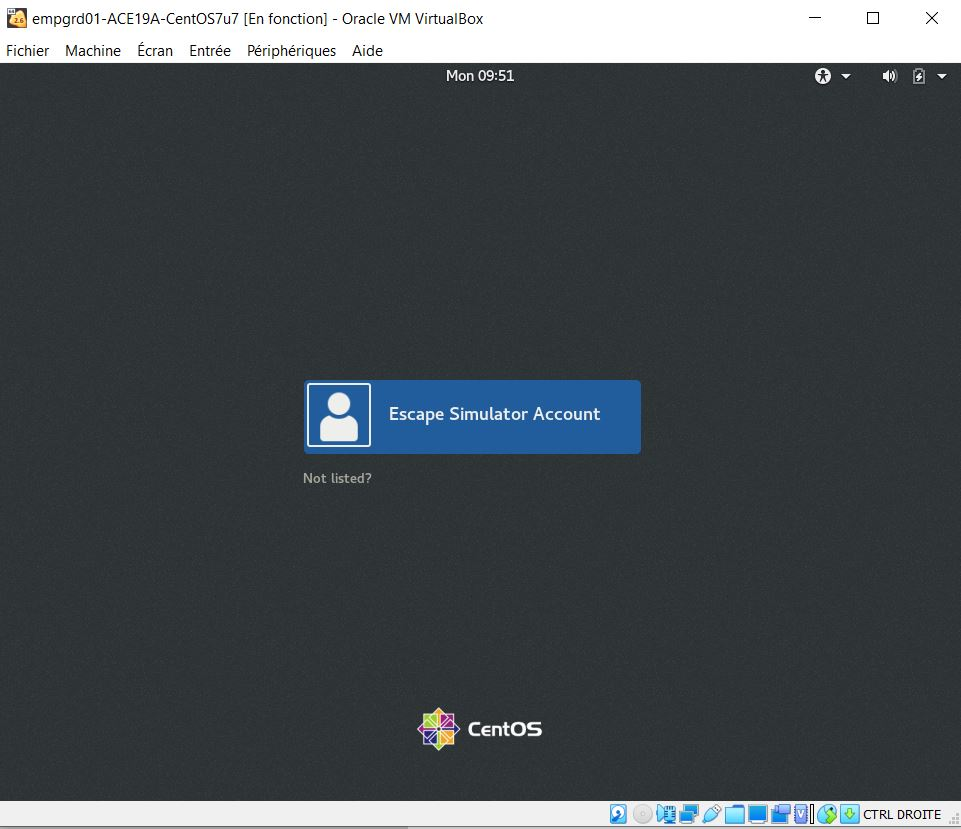 empgrd01-ACE19A-CentOS7u7 [En fonction] - Oracle VM VirtualBox
Fichier Machine Écran Entrée Périphériques Aide
Mon 09:51
Escape Simulator Account
Not listed?
CentOS
CTRL DROITE